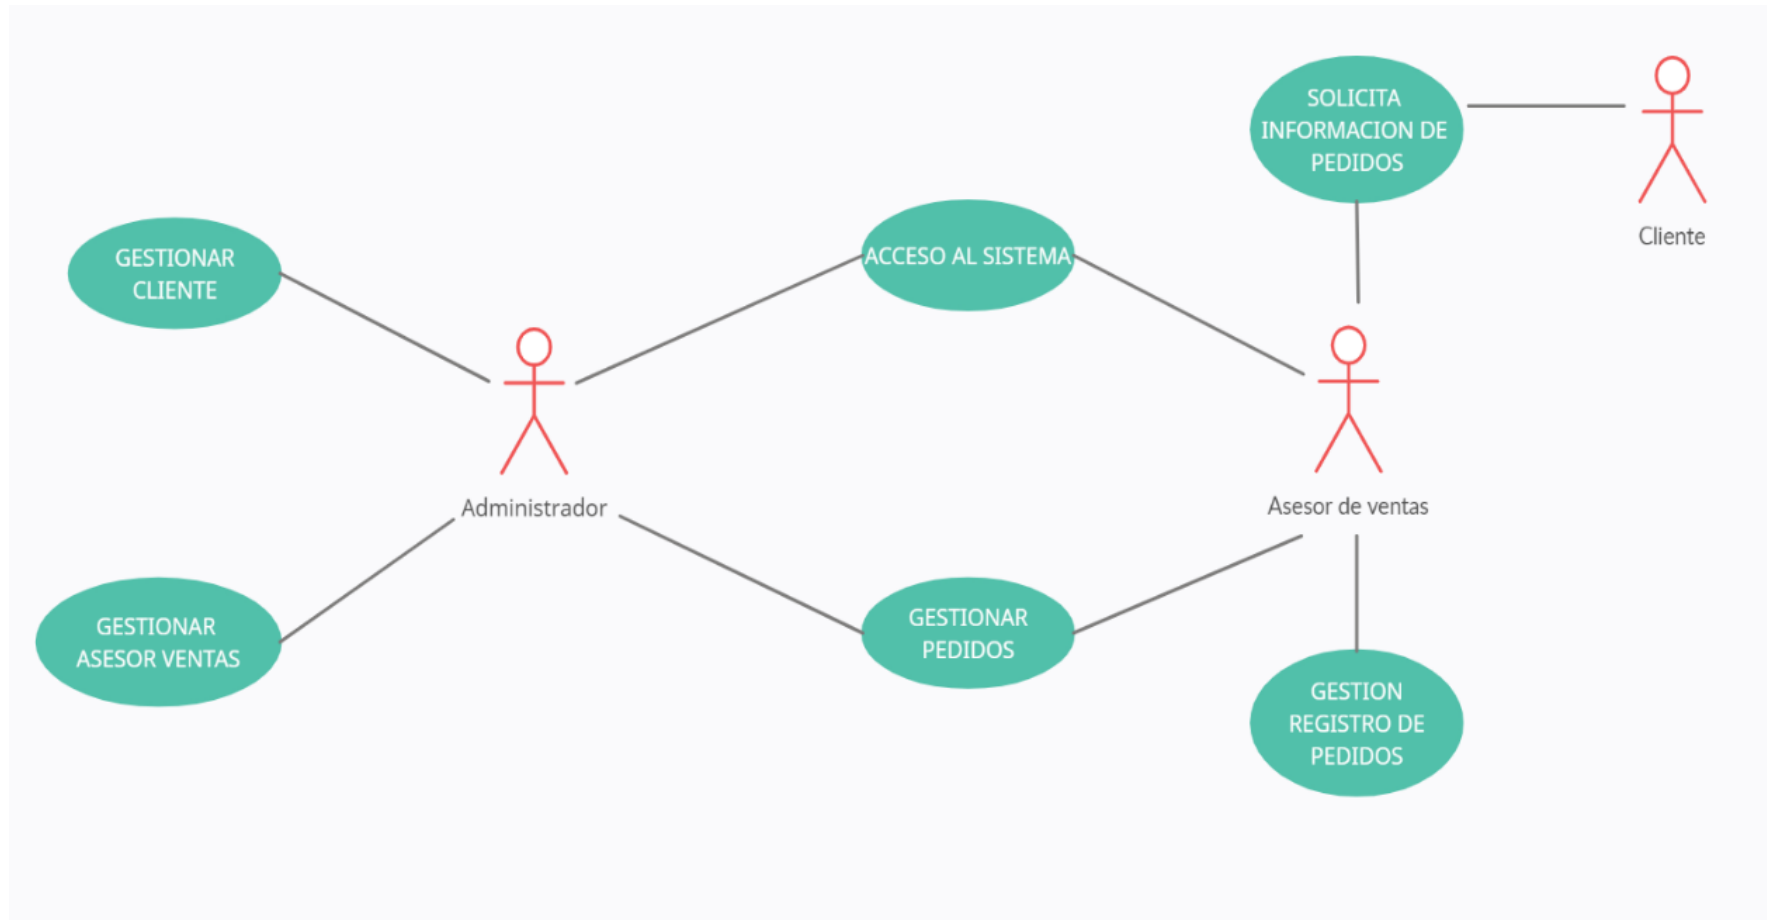 SOLICITA
INFORMACION DE
PEDIDOS
Cliente
GESTIONAR
CLIENTE
ACCESO AL SISTEMA
Administrador
Asesor de ventas
GESTIONAR
ASESOR VENTAS
GESTIONAR
PEDIDOS
GESTION
REGISTRO DE
PEDIDOS